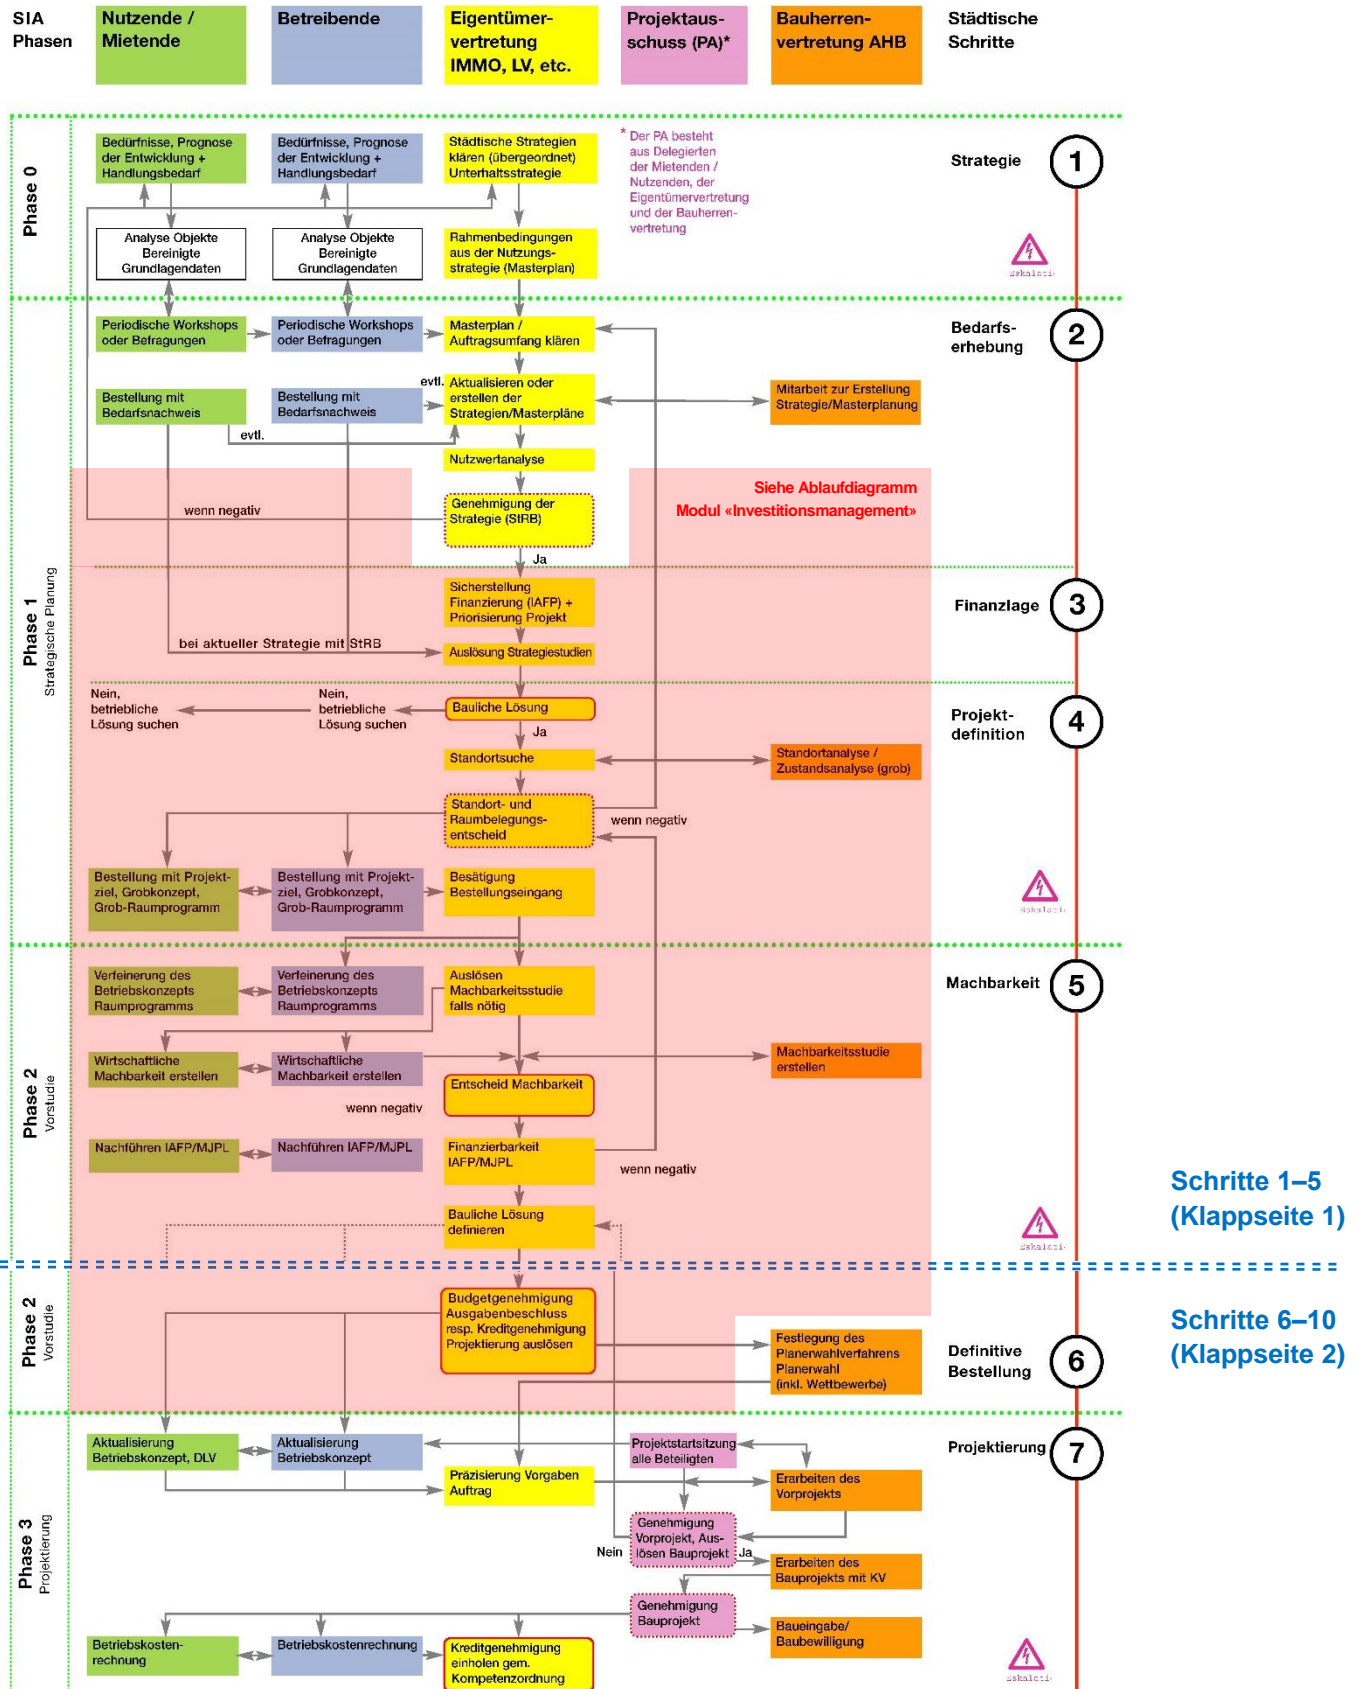 SIA
Phasen
Nutzende /
Mietende
Betreibende
Eigentümer-
vertretung
IMMO, LV, etc.
Projektaus-
schuss (PA)*
Bauherren-
vertretung AHB
Städtische
Schritte
Phase 0
Bedürfnisse, Prognose
der Entwicklung +
Handlungsbedarf
Bedürfnisse, Prognose
der Entwicklung +
Handlungsbedarf
Städtische Strategien
klären (übergeordnet)
Unterhaltsstrategie
* Der PA besteht
aus Delegierten
der Mietenden /
Nutzenden, der
Eigentümervertretung
und der Bauherren-
vertretung
Strategie
1
Analyse Objekte
Bereinigte
Grundlagendaten
Analyse Objekte
Bereinigte
Grundlagendaten
Rahmenbedingungen
aus der Nutzungs-
strategie (Masterplan)
Eskalati
Phase 1
Strategische Planung
Periodische Workshops
oder Befragungen
Periodische Workshops
oder Befragungen
Masterplan /
Auftragsumfang klären
Bedarfs-
erhebung
2
Bestellung mit
Bedarfsnachweis
Bestellung mit
Bedarfsnachweis
evtl.
Aktualisieren oder
erstellen der
Strategien/Masterpläne
Mitarbeit zur Erstellung
Strategie/Masterplanung
evtl.
Nutzwertanalyse
Siehe Ablaufdiagramm
Modul «Investitionsmanagement»
wenn negativ
Genehmigung der
Strategie (StRB)
Ja
Sicherstellung
Finanzierung (IAFP) +
Priorisierung Projekt
Finanzlage
3
bei aktueller Strategie mit StRB
Auslösung Strategiestudien
Nein,
betriebliche
Lösung suchen
Nein,
betriebliche
Lösung suchen
Bauliche Lösung
Projekt-
definition
4
Ja
Standortsuche
Standortanalyse /
Zustandsanalyse (grob)
Standort- und
Raumbelegungs-
entscheid
wenn negativ
Bestellung mit Projekt-
ziel, Grobkonzept,
Grob-Raumprogramm
Bestellung mit Projekt-
ziel, Grobkonzept,
Grob-Raumprogramm
Besätigung
Bestellungseingang
Eskalati
Phase 2
Vorstudie
Verfeinerung des
Betriebskonzepts
Raumprogramms
Verfeinerung des
Betriebskonzepts
Raumprogramms
Auslösen
Machbarkeitsstudie
falls nötig
Machbarkeit
5
Wirtschaftliche
Machbarkeit erstellen
Wirtschaftliche
Machbarkeit erstellen
Machbarkeitsstudie
erstellen
Entscheid Machbarkeit
wenn negativ
Nachführen IAFP/MJPL
Nachführen IAFP/MJPL
Finanzierbarkeit
IAFP/MJPL
wenn negativ
Bauliche Lösung
definieren
Eskalati
Schritte 1–5
(Klappseite 1)
Phase 2
Vorstudie
Budgetgenehmigung
Ausgabenbeschluss
resp. Kreditgenehmigung
Projektierung auslösen
Festlegung des
Planerwahlverfahrens
Planerwahl
(inkl. Wettbewerbe)
Definitive
Bestellung
6
Schritte 6–10
(Klappseite 2)
Phase 3
Projektierung
Aktualisierung
Betriebskonzept, DLV
Aktualisierung
Betriebskonzept
Projektstartsitzung
alle Beteiligten
Projektierung
7
Präzisierung Vorgaben
Auftrag
Erarbeiten des
Vorprojekts
Genehmigung
Vorprojekt, Aus-
lösen Bauprojekt
Nein
Ja
Erarbeiten des
Bauprojekts mit KV
Genehmigung
Bauprojekt
Baueingabe/
Baubewilligung
Betriebskosten-
rechnung
Betriebskostenrechnung
Kreditgenehmigung
einholen gem.
Kompetenzordnung
Eskalati